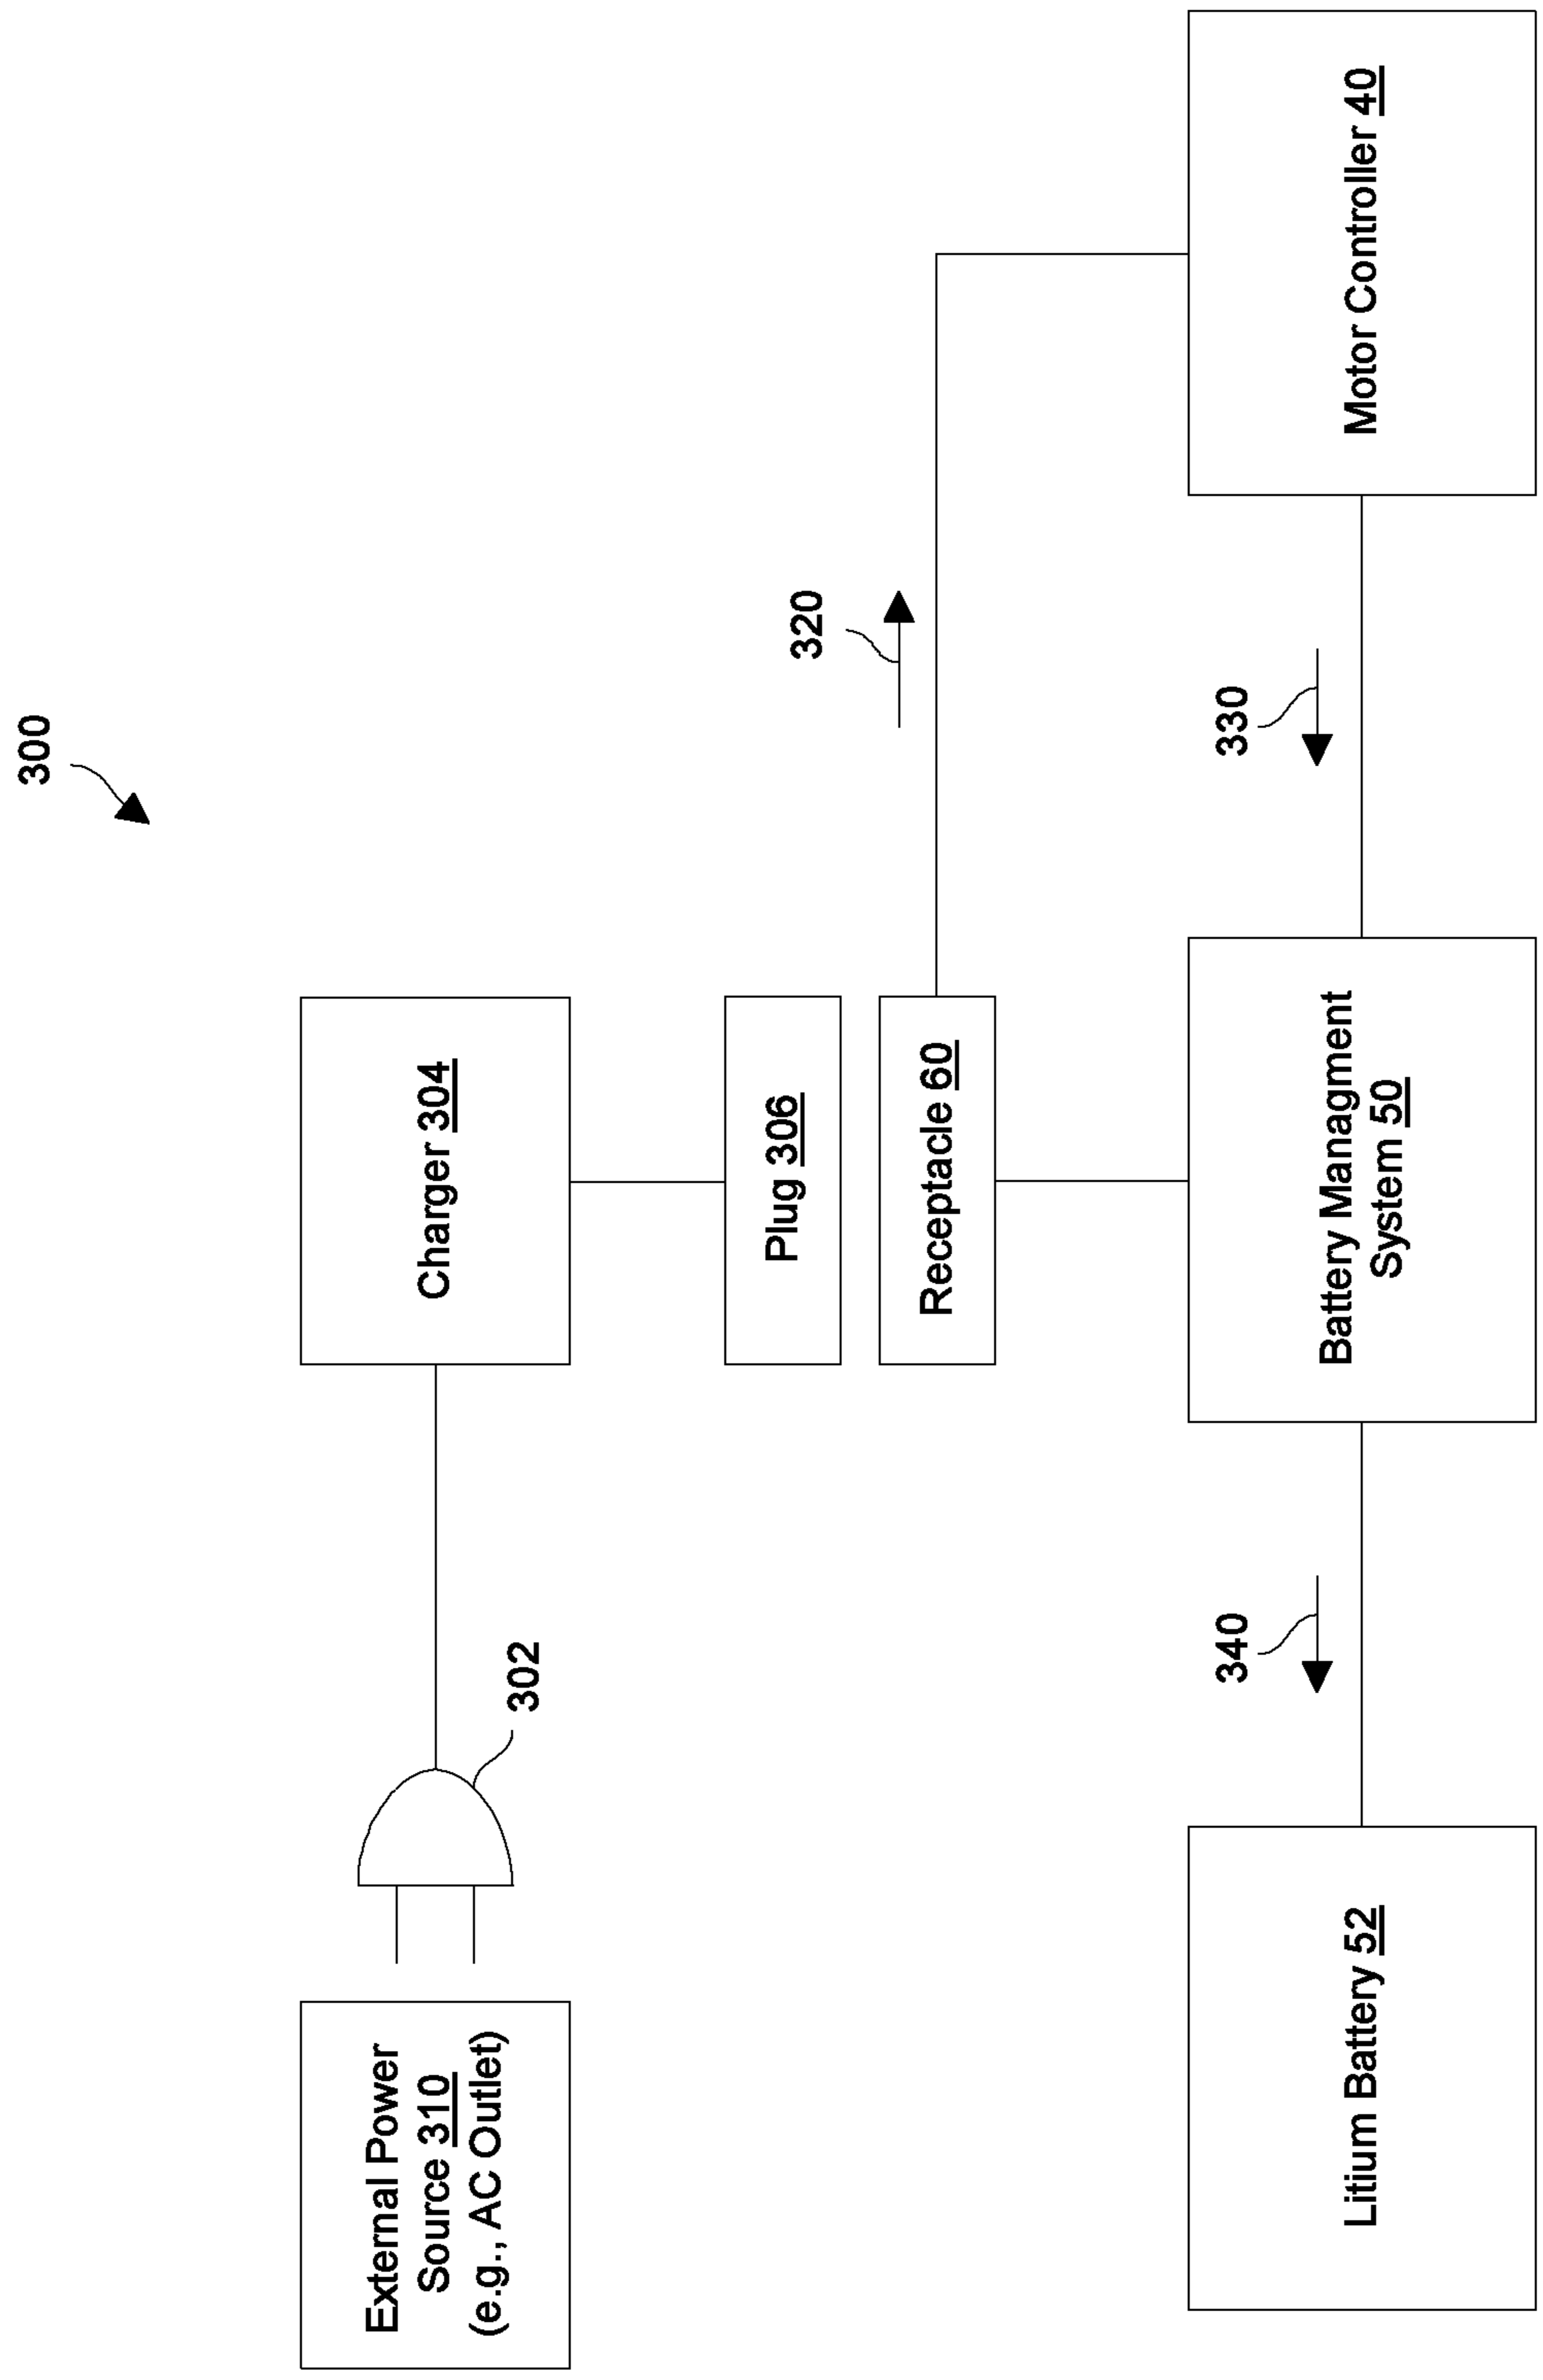 300
External Power
Source 310
(e.g., AC Outlet)
302
Charger 304
Plug 306
320
Receptacle 60
340
330
Litium Battery 52
Battery Managment
System 50
Motor Controller 40